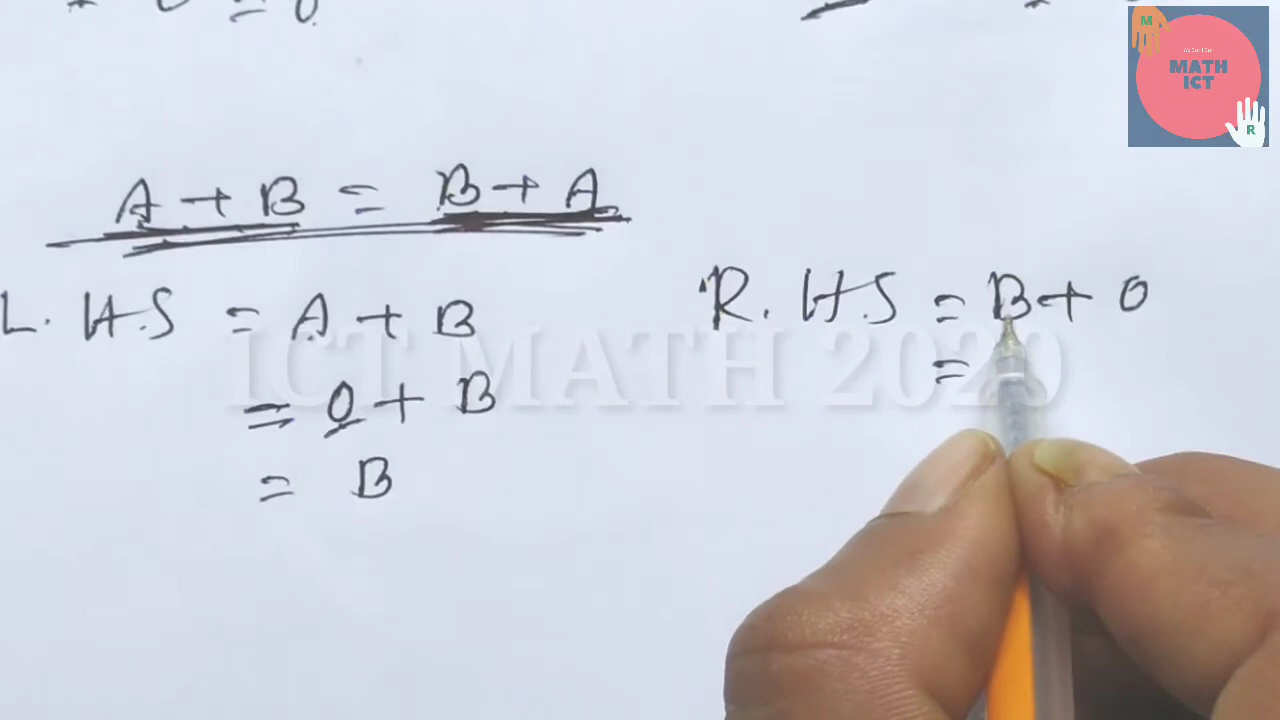 MATH
ICT
M
R
A + B = B + A
L. H.S = A + B
= 0 + B
= B
R. H.S = B + 0
=
ICT MATH 2020